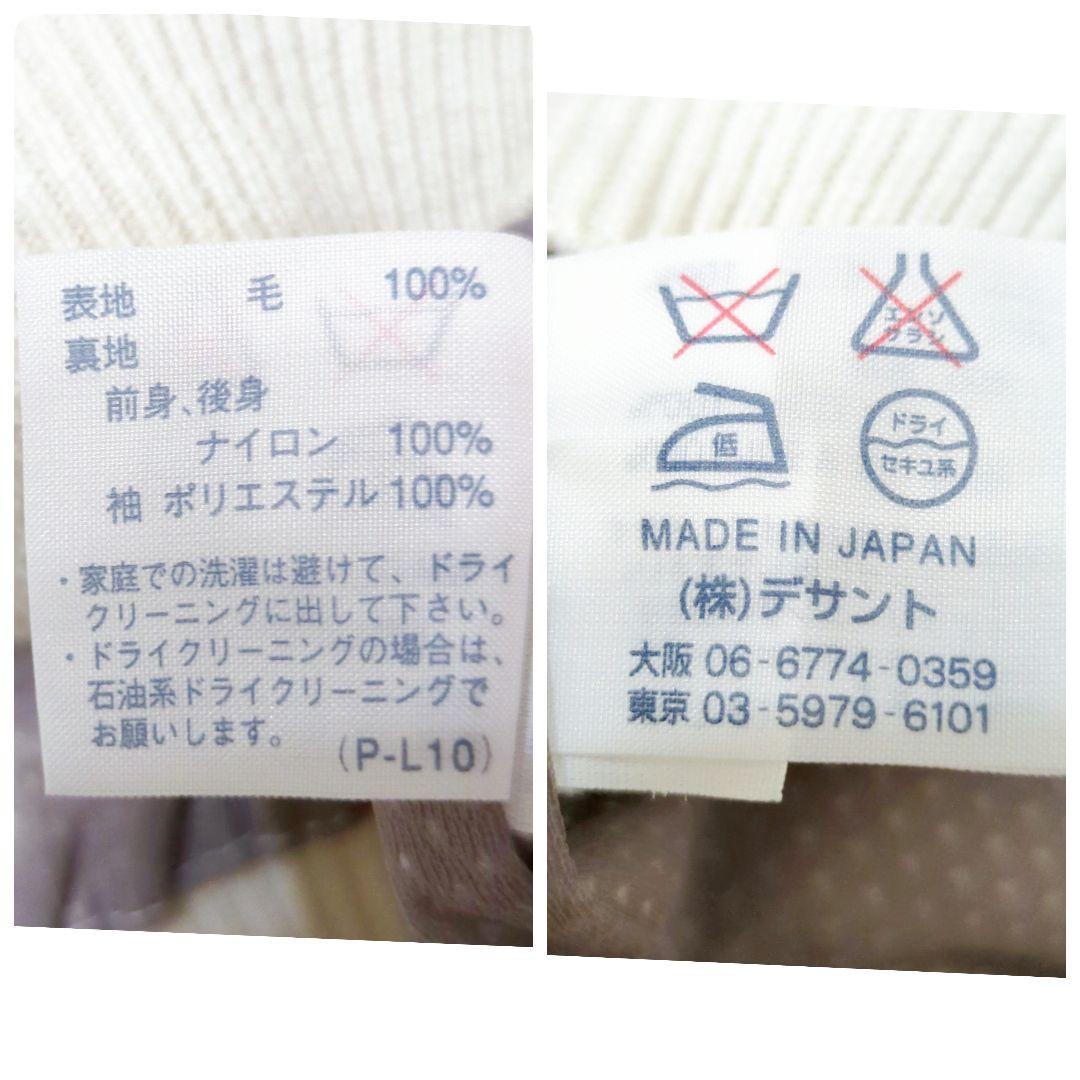 表地 毛 100%
裏地
前身、後身
ナイロン 100%
袖 ポリエステル 100%
・家庭での洗濯は避けて、ドライ
クリーニングに出して下さい。
・ドライクリーニングの場合は、
石油系ドライクリーニングで
お願いします。
(P-L10)
エンソ
サラシ
低
ドライ
セキユ系
MADE IN JAPAN
(株)デサント
大阪 06-6774-0359
東京 03-5979-6101